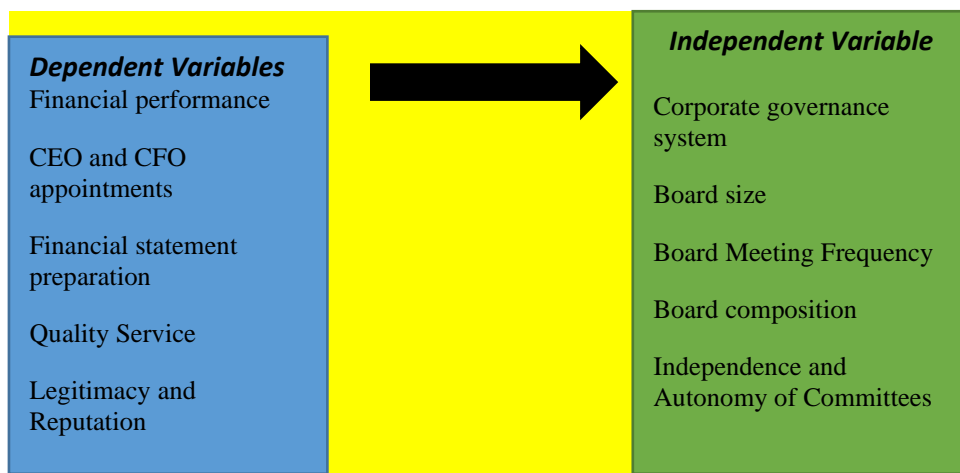 Dependent Variables
Financial performance
CEO and CFO
appointments
Financial statement
preparation
Quality Service
Legitimacy and
Reputation
Independent Variable
Corporate governance
system
Board size
Board Meeting Frequency
Board composition
Independence and
Autonomy of Committees